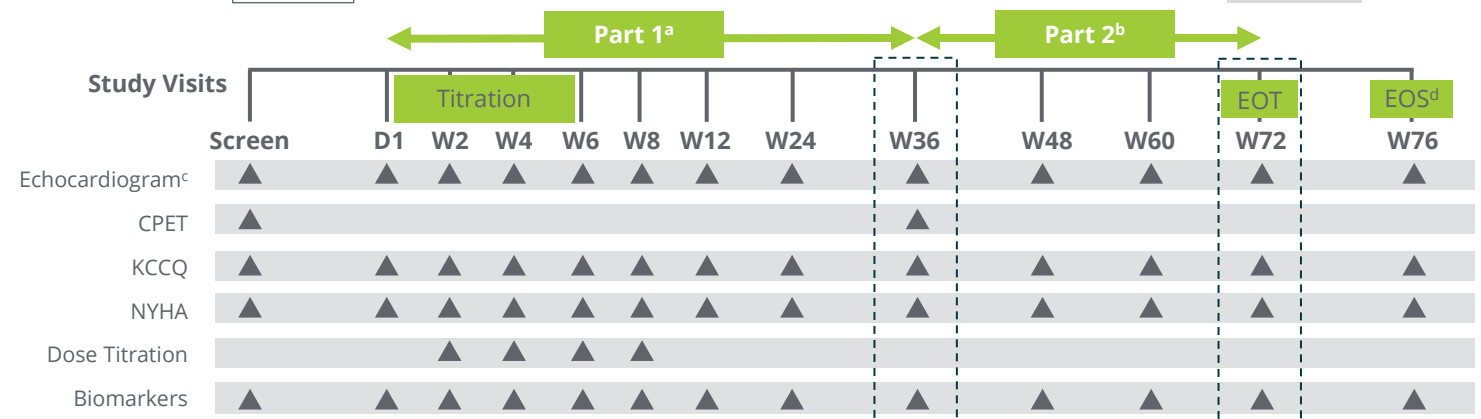 Part 1ᵃ Part 2ᵇ
Study Visits
Titration EOT EOSᵈ
Screen D1 W2 W4 W6 W8 W12 W24 W36 W48 W60 W72 W76
Echocardiogramᶜ
CPET
KCCQ
NYHA
Dose Titration
Biomarkers